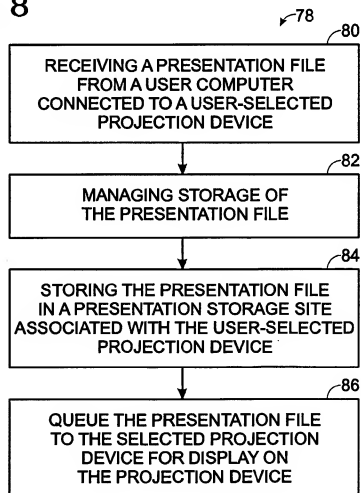 8
78
80
RECEIVING A PRESENTATION FILE
FROM A USER COMPUTER
CONNECTED TO A USER-SELECTED
PROJECTION DEVICE
82
MANAGING STORAGE OF
THE PRESENTATION FILE
84
STORING THE PRESENTATION FILE
IN A PRESENTATION STORAGE SITE
ASSOCIATED WITH THE USER-SELECTED
PROJECTION DEVICE
86
QUEUE THE PRESENTATION FILE
TO THE SELECTED PROJECTION
DEVICE FOR DISPLAY ON
THE PROJECTION DEVICE